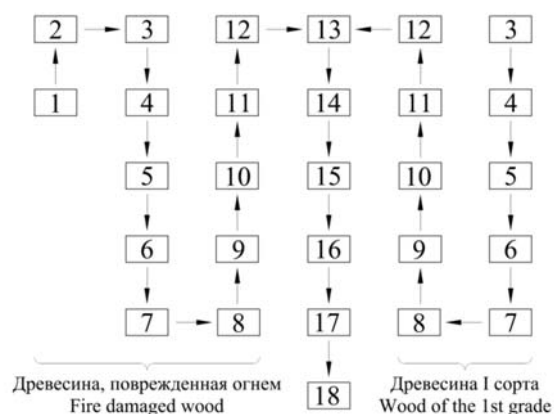 2 3 12 13 12 3
1 4 11 14 11 4
5 10 15 10 5
6 9 16 9 6
7 8 17 8 7
Древесина, поврежденная огнем Древесина I сорта
Fire damaged wood 18 Wood of the 1st grade